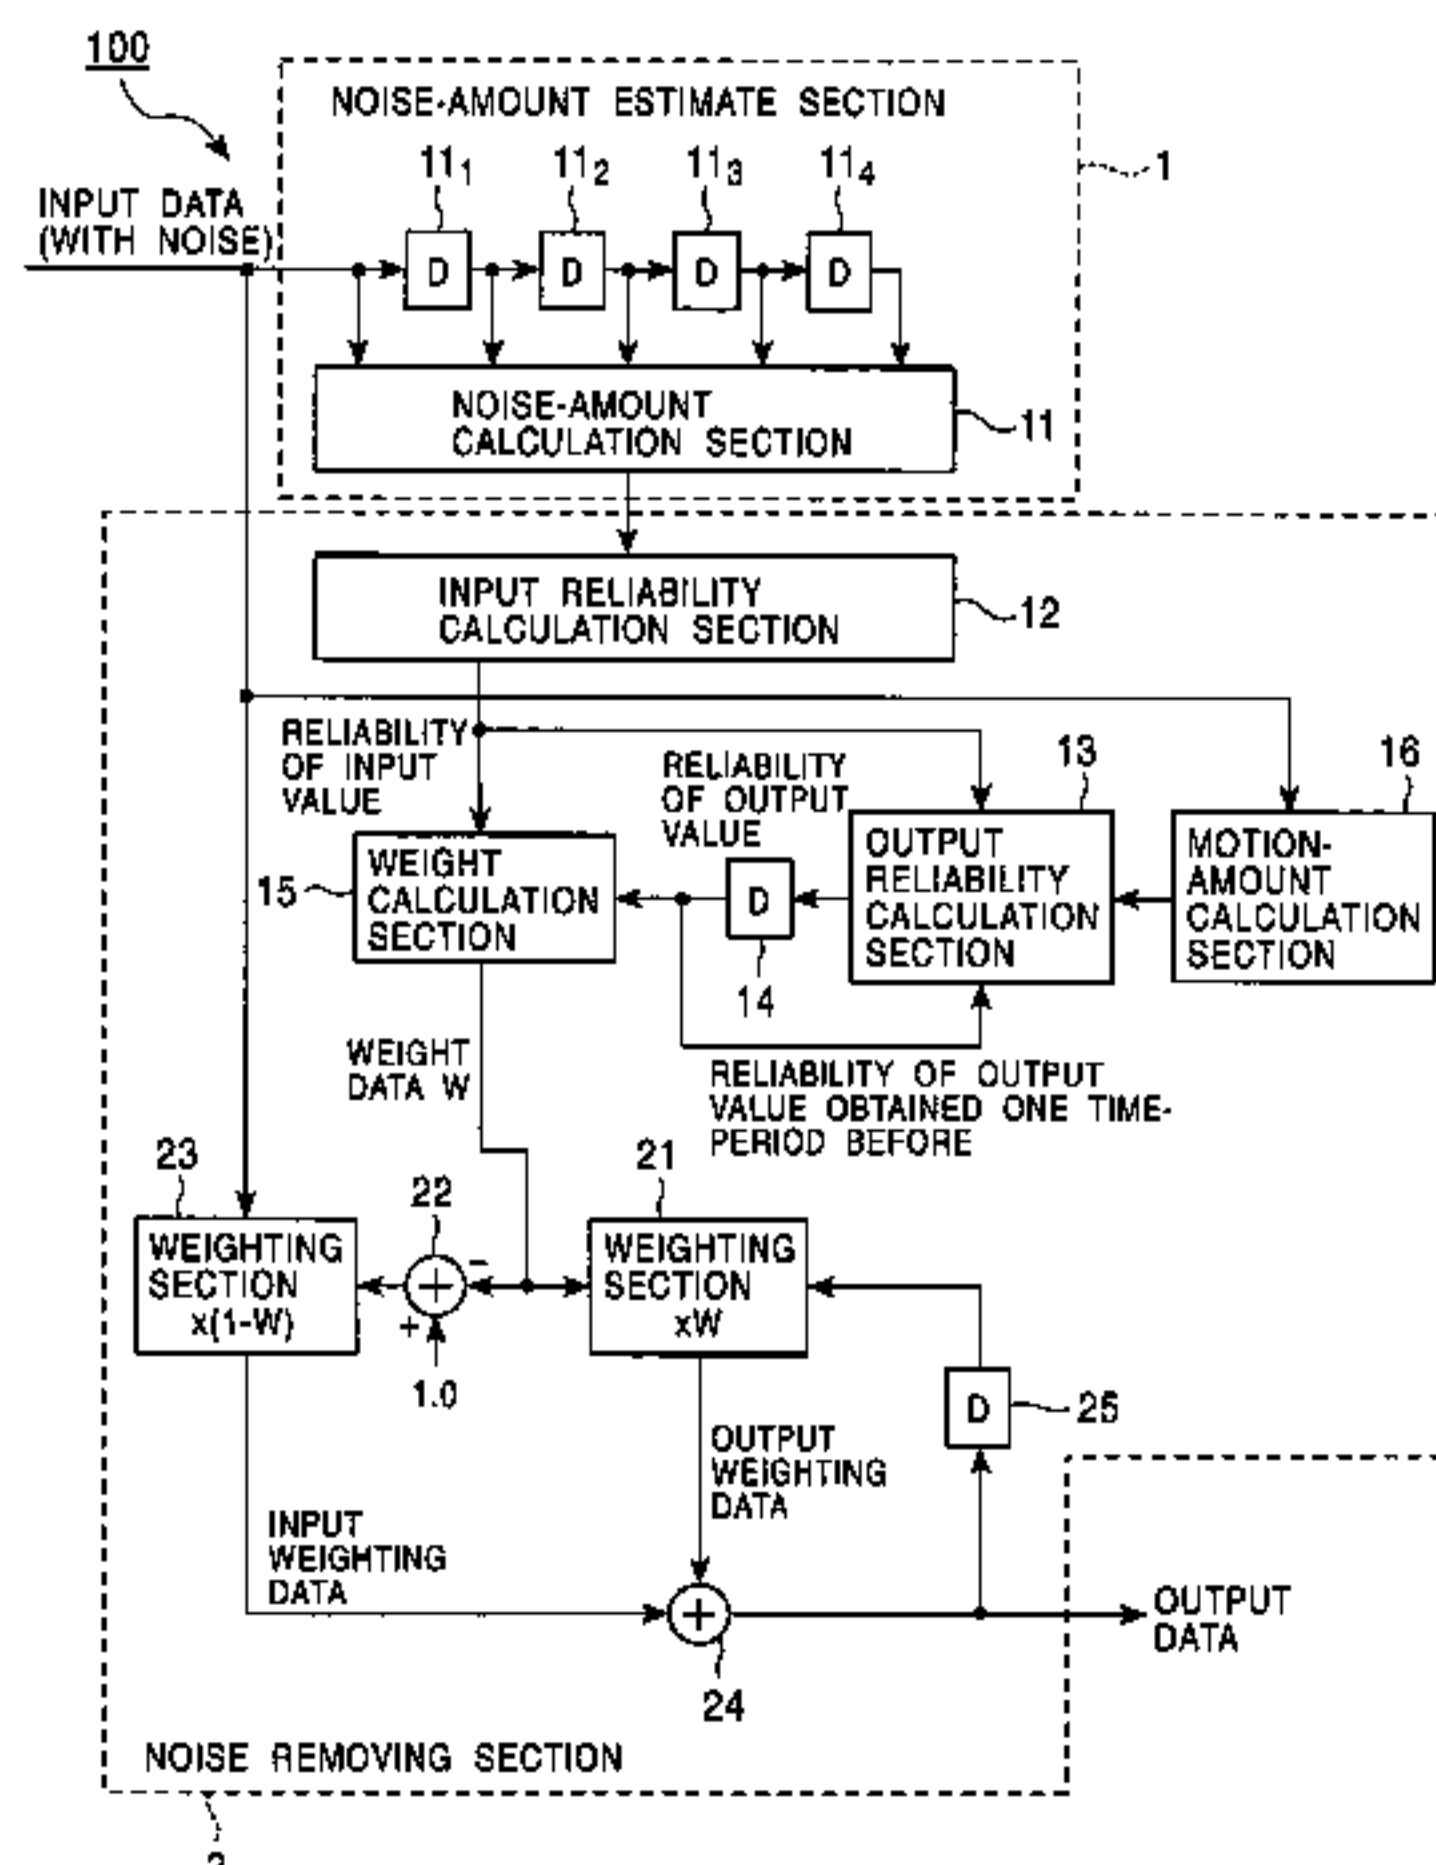 100
NOISE-AMOUNT ESTIMATE SECTION
11₁ 11₂ 11₃ 11₄
1
INPUT DATA
(WITH NOISE)
D D D D
NOISE-AMOUNT
CALCULATION SECTION
11
INPUT RELIABILITY
CALCULATION SECTION
12
RELIABILITY
OF INPUT
VALUE
RELIABILITY
OF OUTPUT
VALUE
13
16
15
WEIGHT
CALCULATION
SECTION
D
14
OUTPUT
RELIABILITY
CALCULATION
SECTION
MOTION-
AMOUNT
CALCULATION
SECTION
WEIGHT
DATA W
RELIABILITY OF OUTPUT
VALUE OBTAINED ONE TIME-
PERIOD BEFORE
23
22
21
WEIGHTING
SECTION
x(1-W)
+
-
+
1.0
WEIGHTING
SECTION
xW
D
25
OUTPUT
WEIGHTING
DATA
INPUT
WEIGHTING
DATA
+
24
OUTPUT
DATA
NOISE REMOVING SECTION